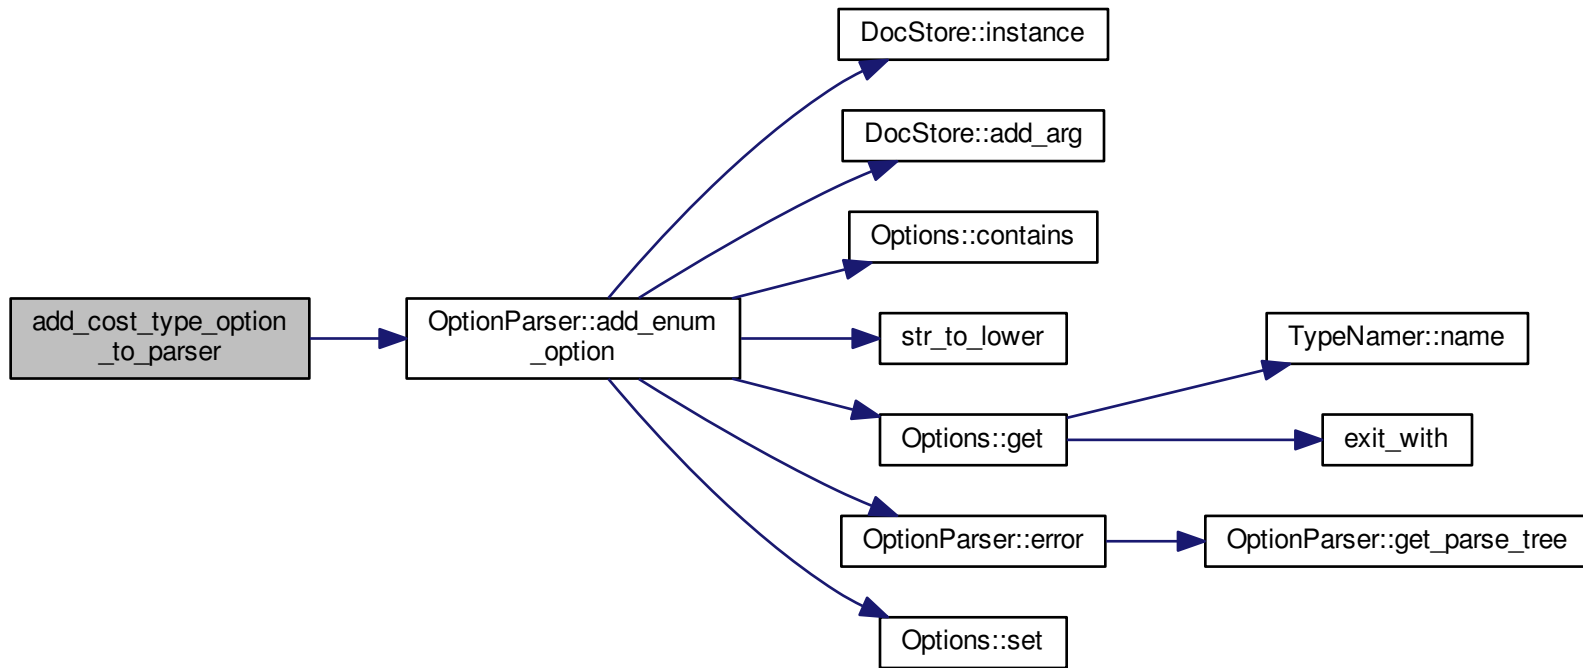 DocStore::instance
DocStore::add_arg
Options::contains
add_cost_type_option
_to_parser
OptionParser::add_enum
_option
str_to_lower
TypeNamer::name
Options::get
exit_with
OptionParser::error
OptionParser::get_parse_tree
Options::set